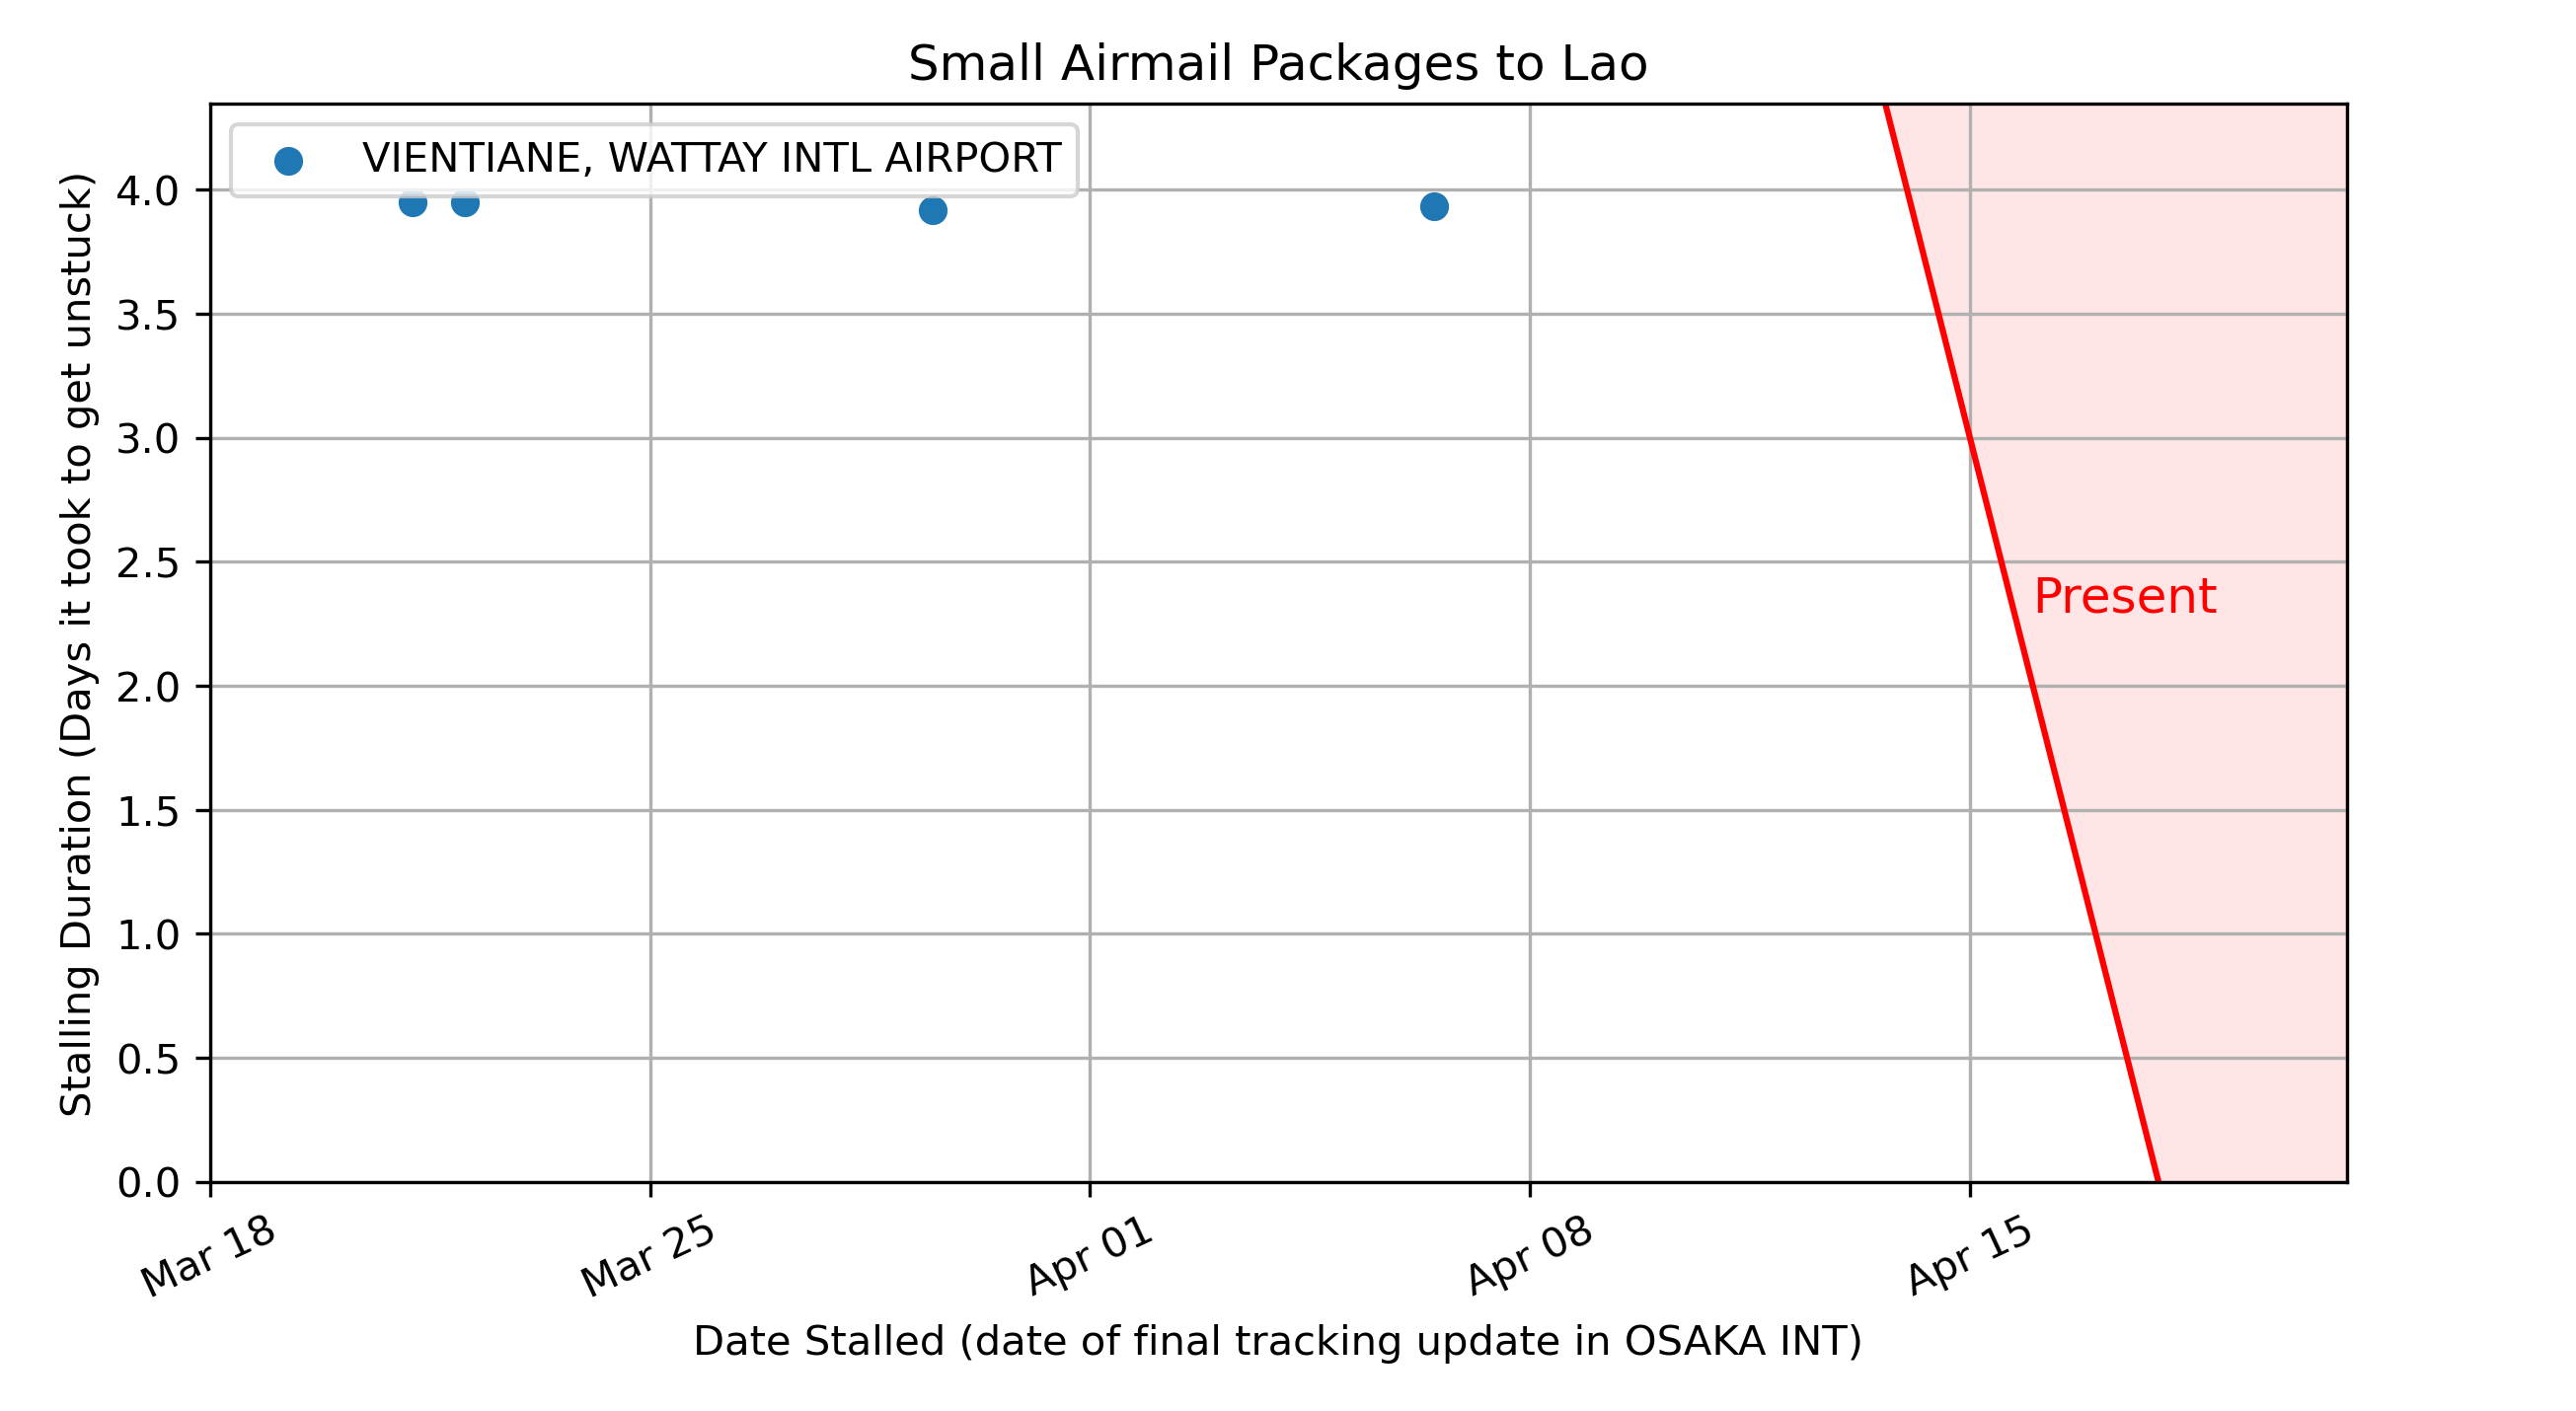 Small Airmail Packages to Lao
VIENTIANE, WATTAY INTL AIRPORT
Stalling Duration (Days it took to get unstuck)
4.0
3.5
3.0
2.5
2.0
1.5
1.0
0.5
0.0
Present
Mar 18
Mar 25
Apr 01
Apr 08
Apr 15
Date Stalled (date of final tracking update in OSAKA INT)